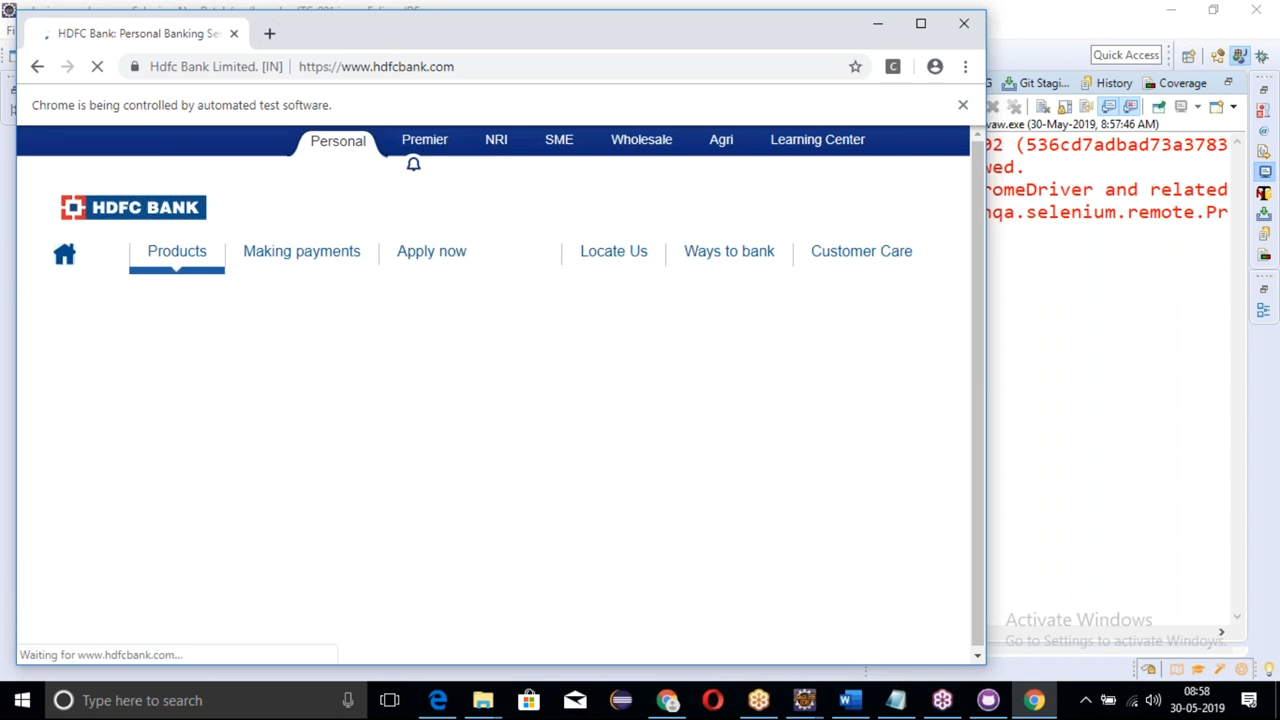 HDFC Bank: Personal Banking Se
Hdfc Bank Limited. [IN] https://www.hdfcbank.com
Chrome is being controlled by automated test software.
Personal Premier NRI SME Wholesale Agri Learning Center
HDFC BANK
Products Making payments Apply now Locate Us Ways to bank Customer Care
Waiting for www.hdfcbank.com...
Quick Access
Git Stagi... History Coverage
vaw.exe (30-May-2019, 8:57:46 AM)
02 (536cd7adbad73a3783
wed.
romeDriver and related
nqa.selenium.remote.Pr
Activate Windows
Go to Settings to activate Windows.
Type here to search
08:58
30-05-2019